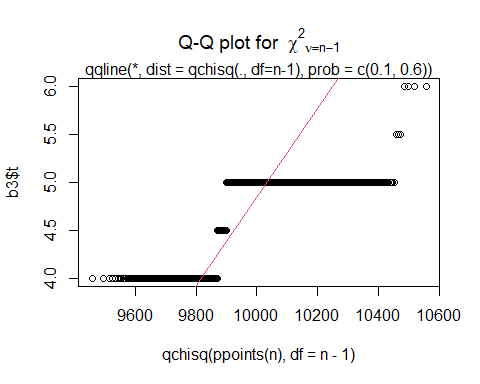 Q-Q plot for χ²ν=n−1
qqline(*, dist = qchisq(., df=n-1), prob = c(0.1, 0.6))
6.0
5.5
5.0
4.5
4.0
b3$t
9600 9800 10000 10200 10400 10600
qchisq(ppoints(n), df = n - 1)